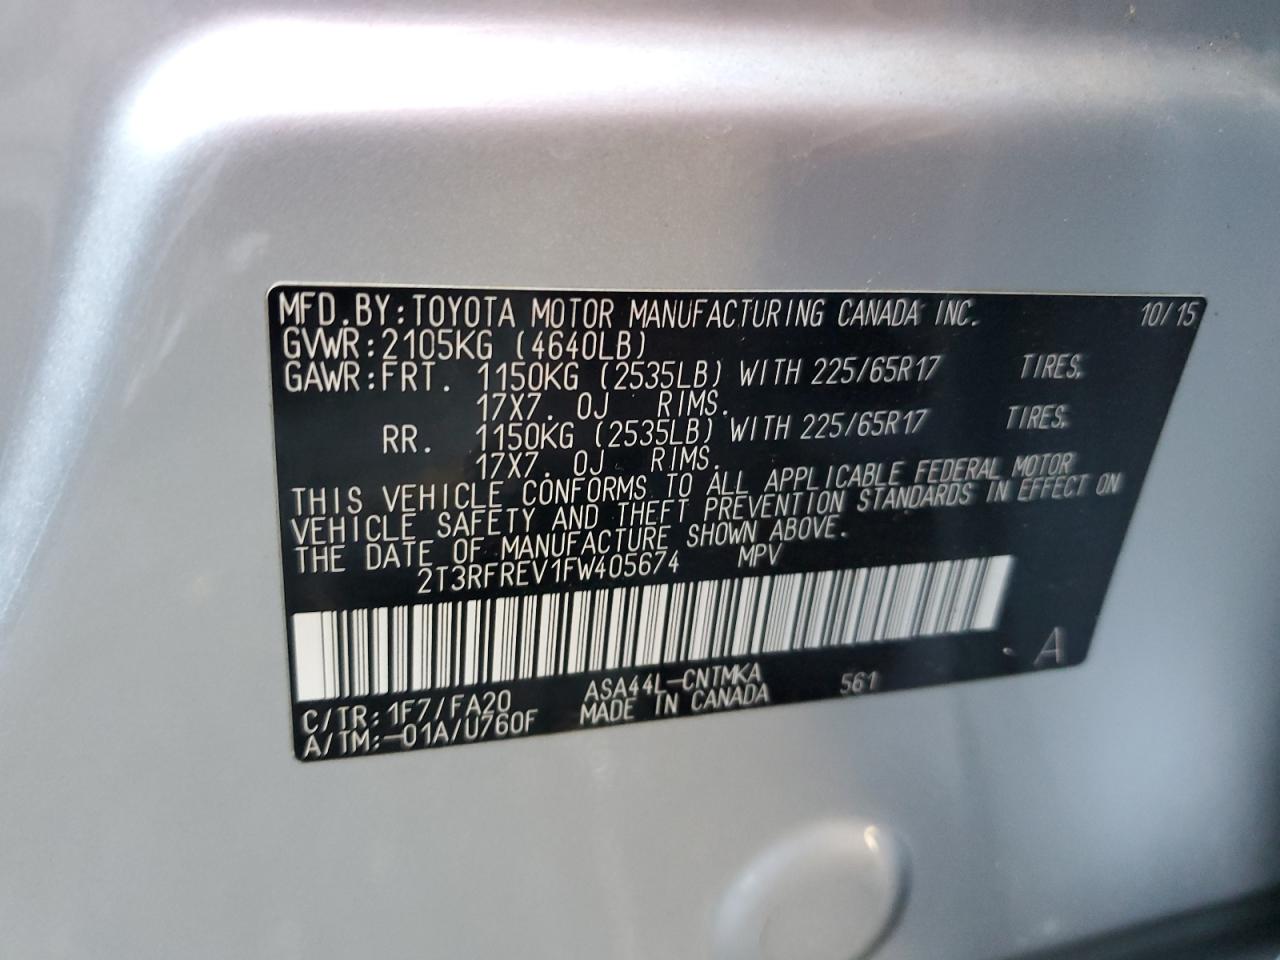 MFD.BY:TOYOTA MOTOR MANUFACTURING CANADA INC. 10/15
GVWR:2105KG (4640LB)
GAWR:FRT. 1150KG (2535LB) WITH 225/65R17 TIRES,
17X7.0J RIMS.
RR. 1150KG (2535LB) WITH 225/65R17 TIRES,
17X7.0J RIMS.
THIS VEHICLE CONFORMS TO ALL APPLICABLE FEDERAL MOTOR
VEHICLE SAFETY AND THEFT PREVENTION STANDARDS IN EFFECT ON
THE DATE OF MANUFACTURE SHOWN ABOVE.
2T3RFREV1FW405674 MPV
C/TR:1F7/FA20 ASA44L-CNTMKA 561 A
A/TM:-01A/U760F MADE IN CANADA